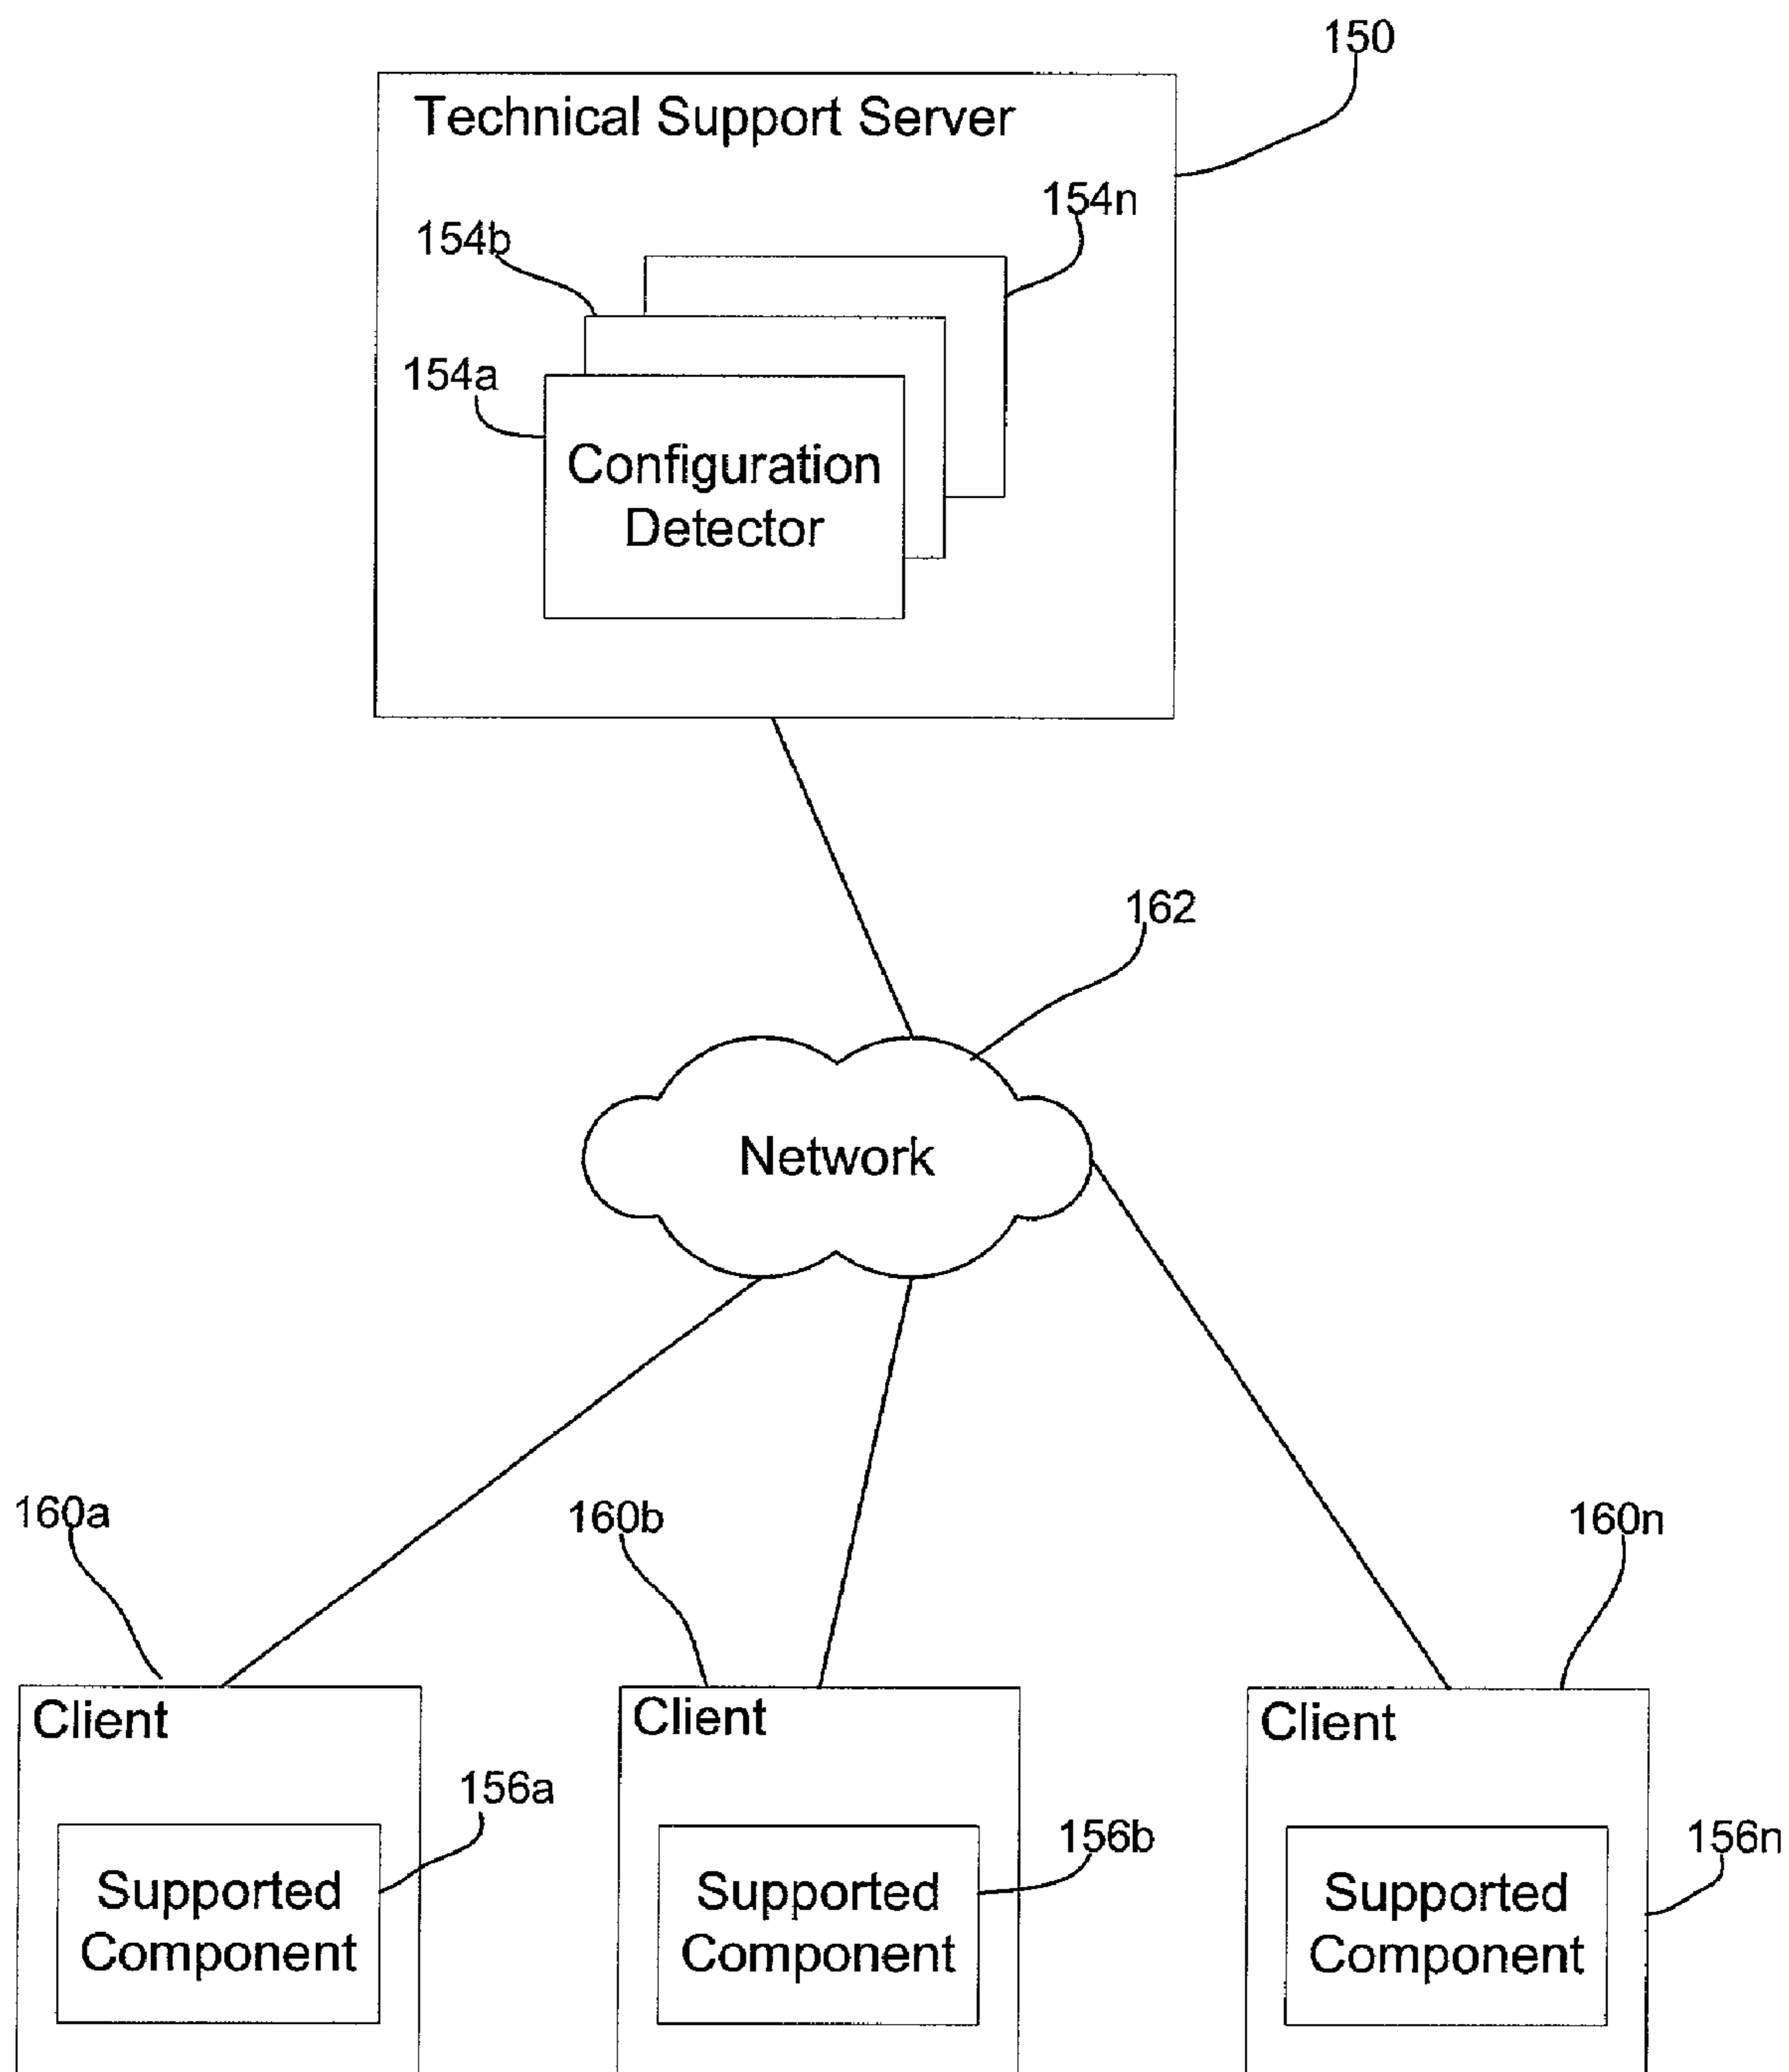 150
Technical Support Server
154n
154b
154a
Configuration
Detector
162
Network
160a
160b
160n
Client
Client
Client
156a
156b
156n
Supported
Component
Supported
Component
Supported
Component